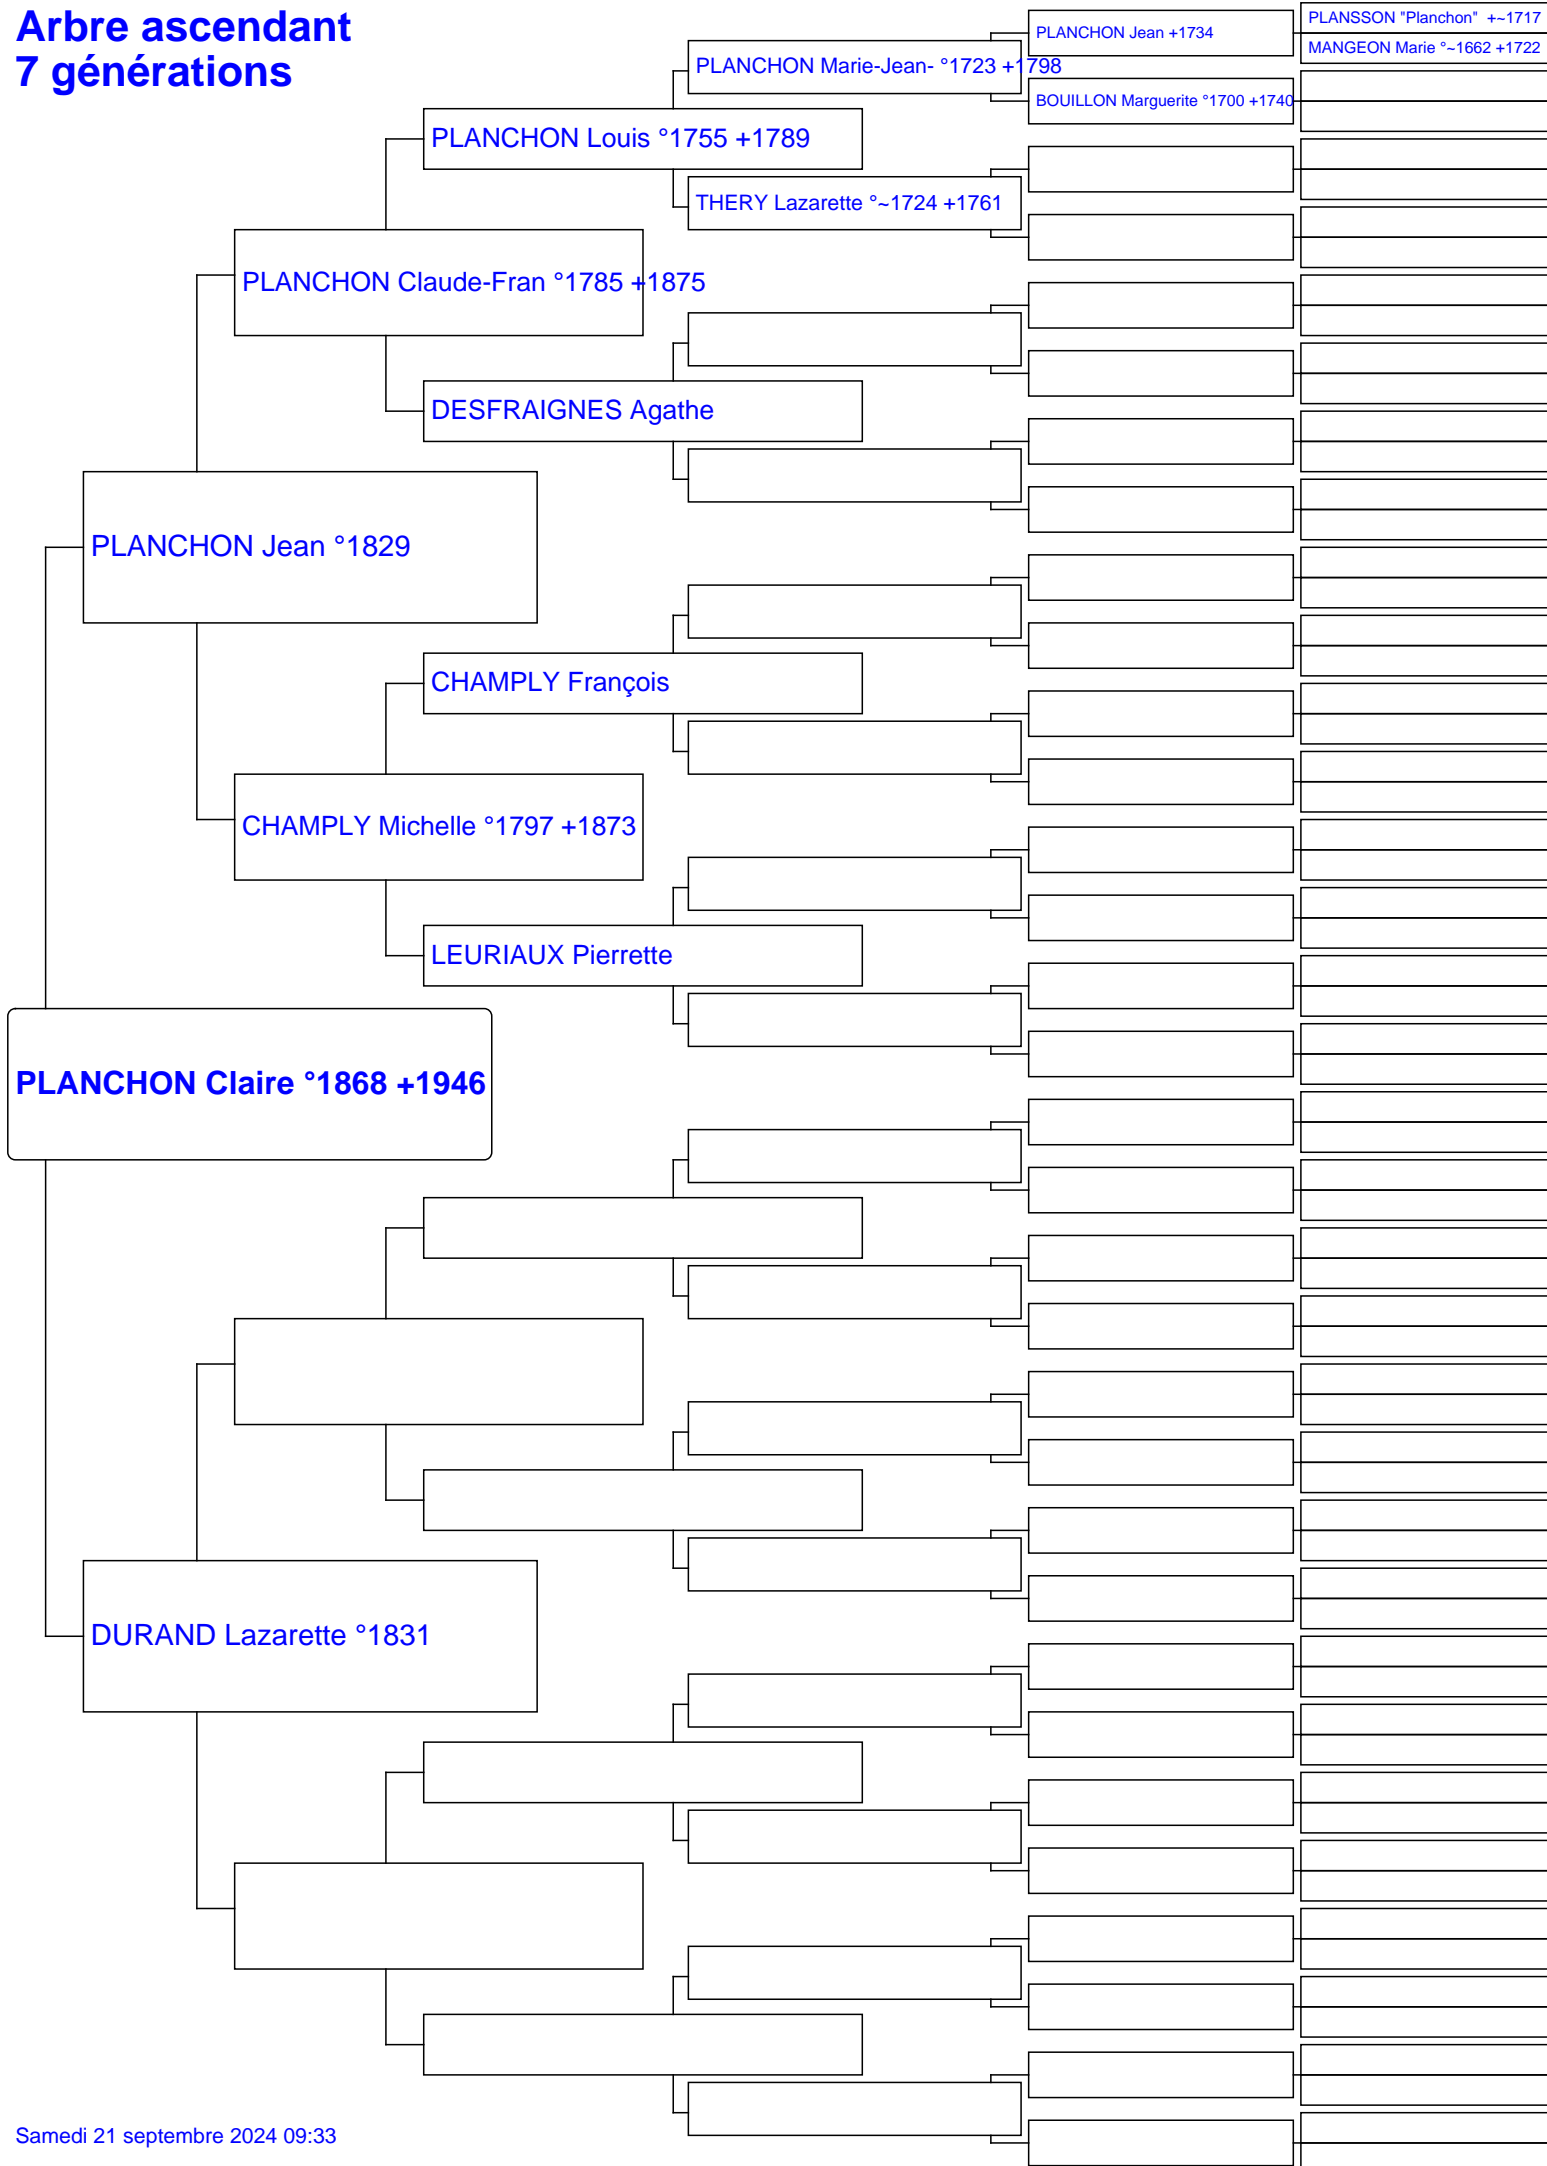 Arbre ascendant
7 générations
PLANSSON "Planchon"  +~1717
PLANCHON Jean +1734
MANGEON Marie °~1662 +1722
PLANCHON Marie-Jean- °1723 +1798
BOUILLON Marguerite °1700 +1740
PLANCHON Louis °1755 +1789
THERY Lazarette °~1724 +1761
PLANCHON Claude-Fran °1785 +1875
DESFRAIGNES Agathe
PLANCHON Jean °1829
CHAMPLY François
CHAMPLY Michelle °1797 +1873
LEURIAUX Pierrette
PLANCHON Claire °1868 +1946
DURAND Lazarette °1831
Samedi 21 septembre 2024 09:33